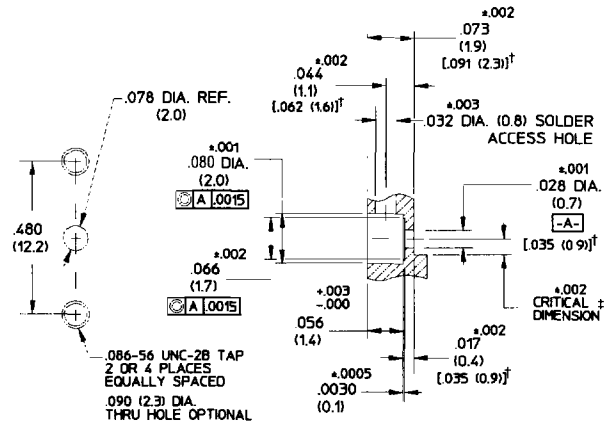 ±.002
.073
(1.9)
[.091 (2.3)]†
±.002
.044
(1.1)
[.062 (1.6)]†
.078 DIA. REF.
(2.0)
±.003
.032 DIA. (0.8) SOLDER
ACCESS HOLE
±.001
.080 DIA.
(2.0)
◎ A .0015
±.001
.028 DIA.
(0.7)
-A-
[.035 (0.9)]†
.480
(12.2)
±.002
.066
(1.7)
◎ A .0015
±.002
CRITICAL ‡
DIMENSION
+.003
-.000
.056
(1.4)
±.002
.017
(0.4)
[.035 (0.9)]†
±.0005
.0030
(0.1)
.086-56 UNC-2B TAP
2 OR 4 PLACES
EQUALLY SPACED
.090 (2.3) DIA.
THRU HOLE OPTIONAL